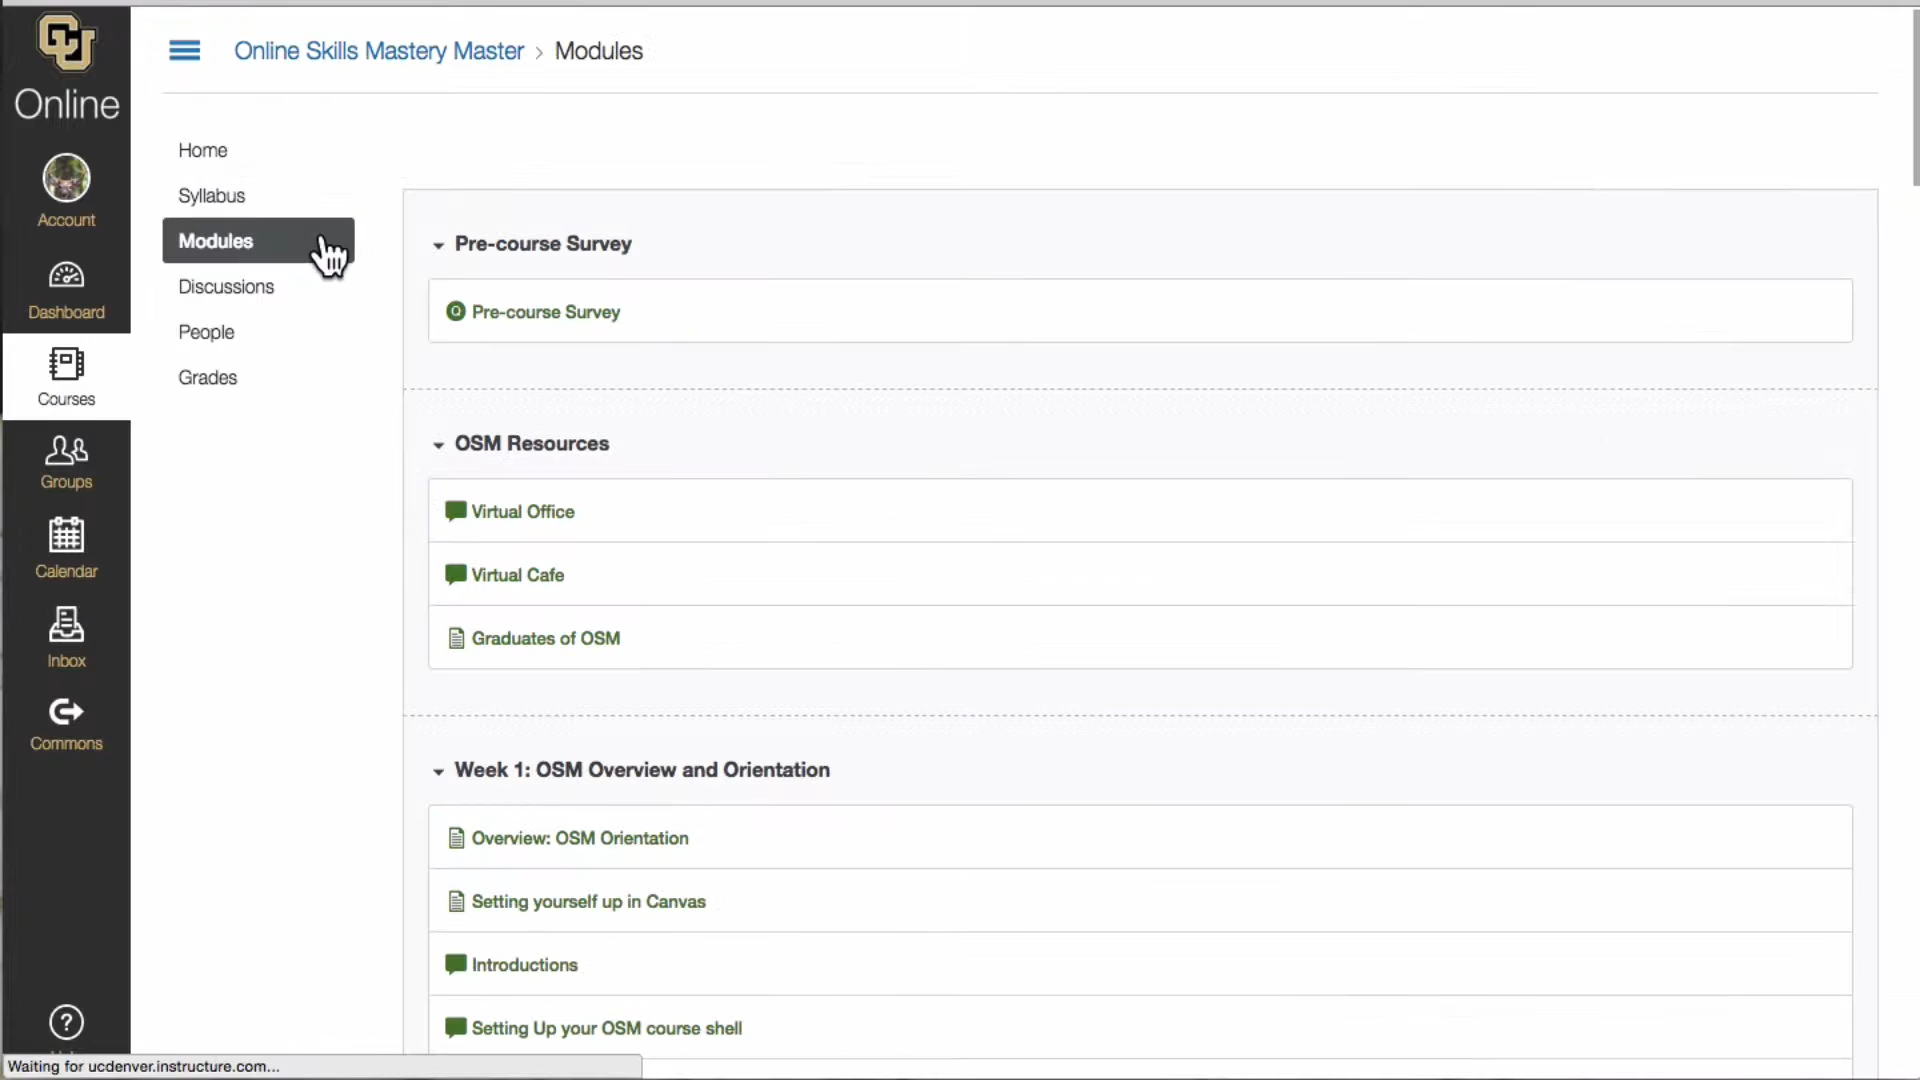 CU
Online
Account
Dashboard
Courses
Groups
Calendar
Inbox
Commons
Online Skills Mastery Master > Modules
Home
Syllabus
Modules
Discussions
People
Grades
Pre-course Survey
Q Pre-course Survey
OSM Resources
Virtual Office
Virtual Cafe
Graduates of OSM
Week 1: OSM Overview and Orientation
Overview: OSM Orientation
Setting yourself up in Canvas
Introductions
Setting Up your OSM course shell
?
Waiting for ucdenver.instructure.com...